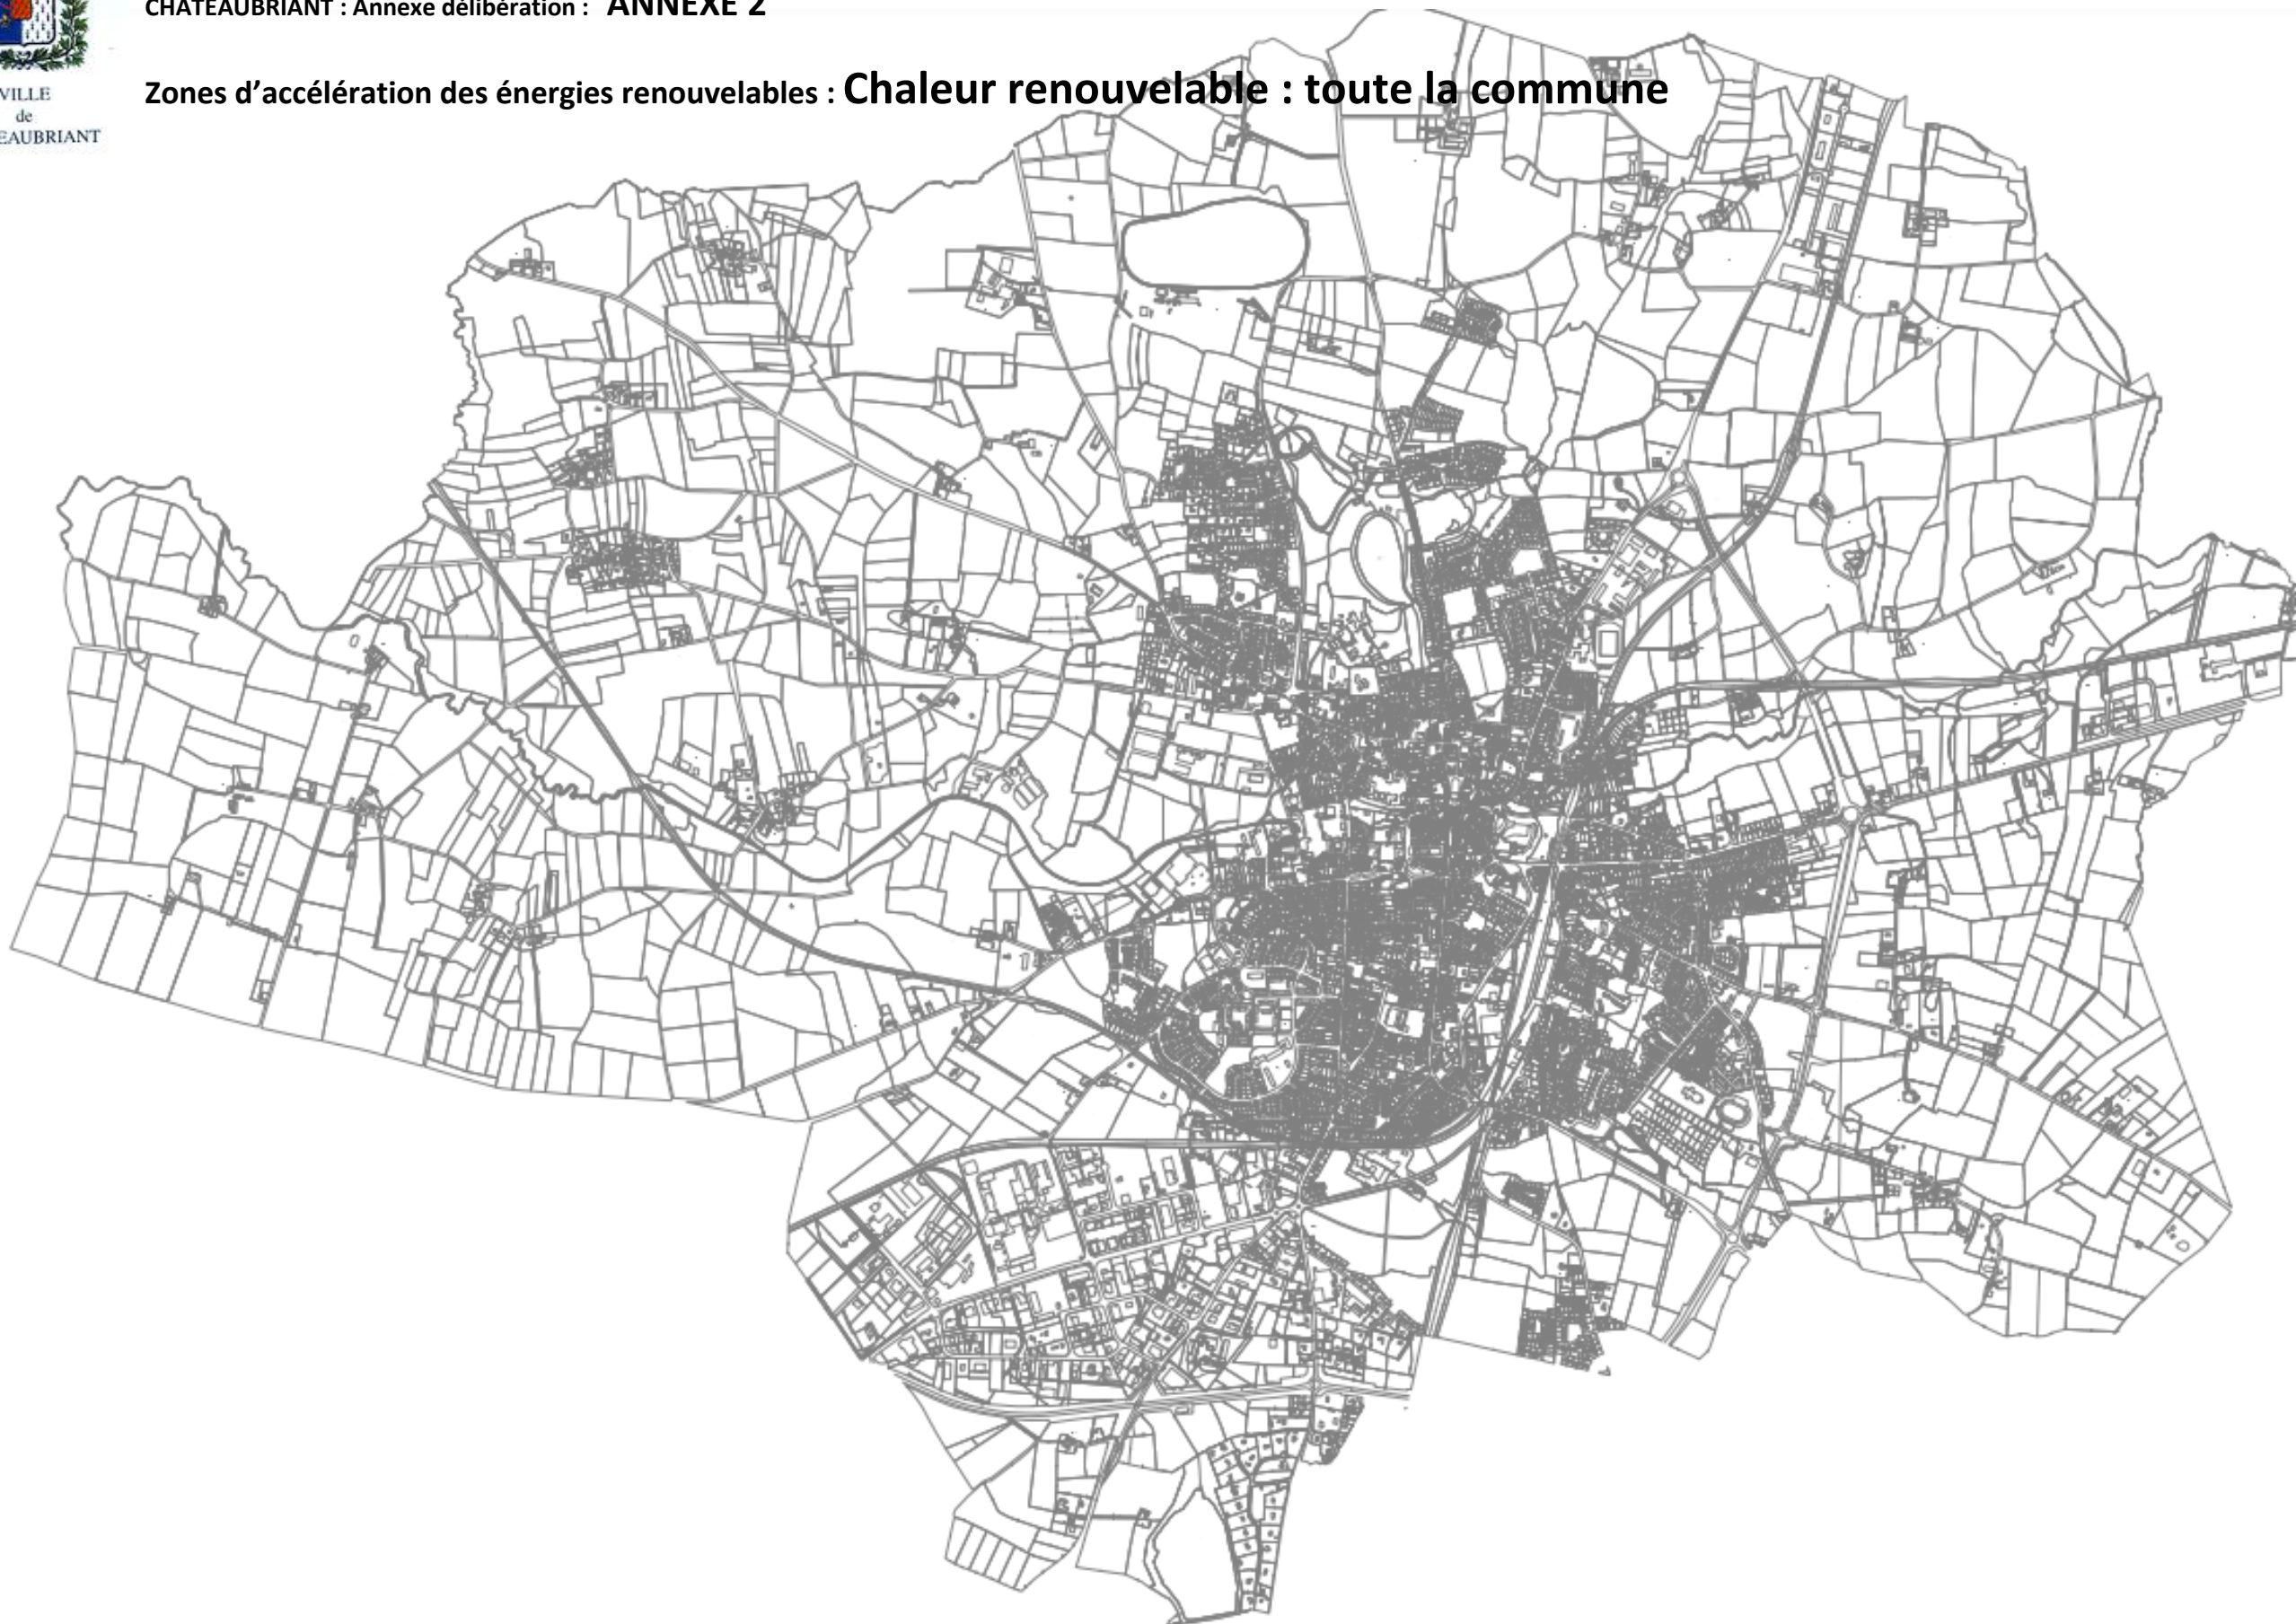 CHATEAUBRIANT : Annexe délibération : ANNEXE 2
Zones d’accélération des énergies renouvelables : Chaleur renouvelable : toute la commune
VILLE
de
EAUBRIANT